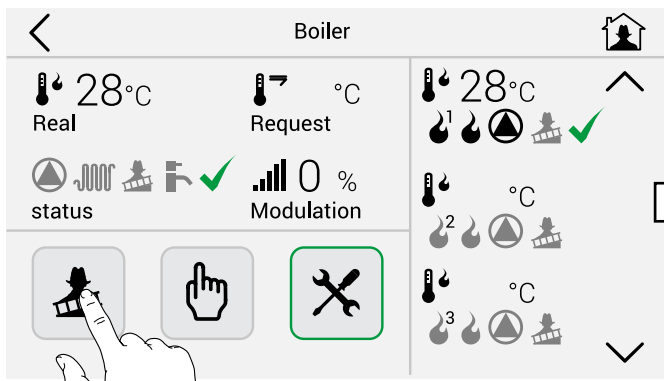 Boiler
28°C
Real
°C
Request
status
0 %
Modulation
28°C
1
°C
2
°C
3